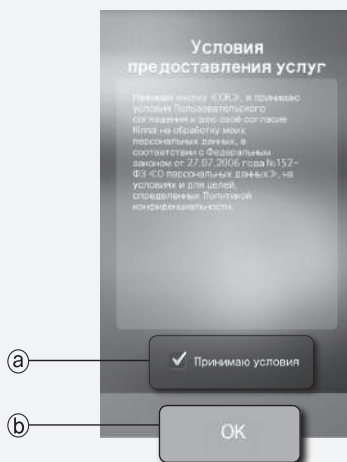 Условия
предоставления услуг
Нажимая кнопку <ОК>, я принимаю
условия Пользовательского
соглашения и даю своё согласие
Rinnai на обработку моих
персональных данных, в
соответствии с Федеральным
законом от 27.07.2006 года №152-
ФЗ <О персональных данных>, на
условиях и для целей,
определенных Политикой
конфиденциальности.
a
Принимаю условия
b
OK